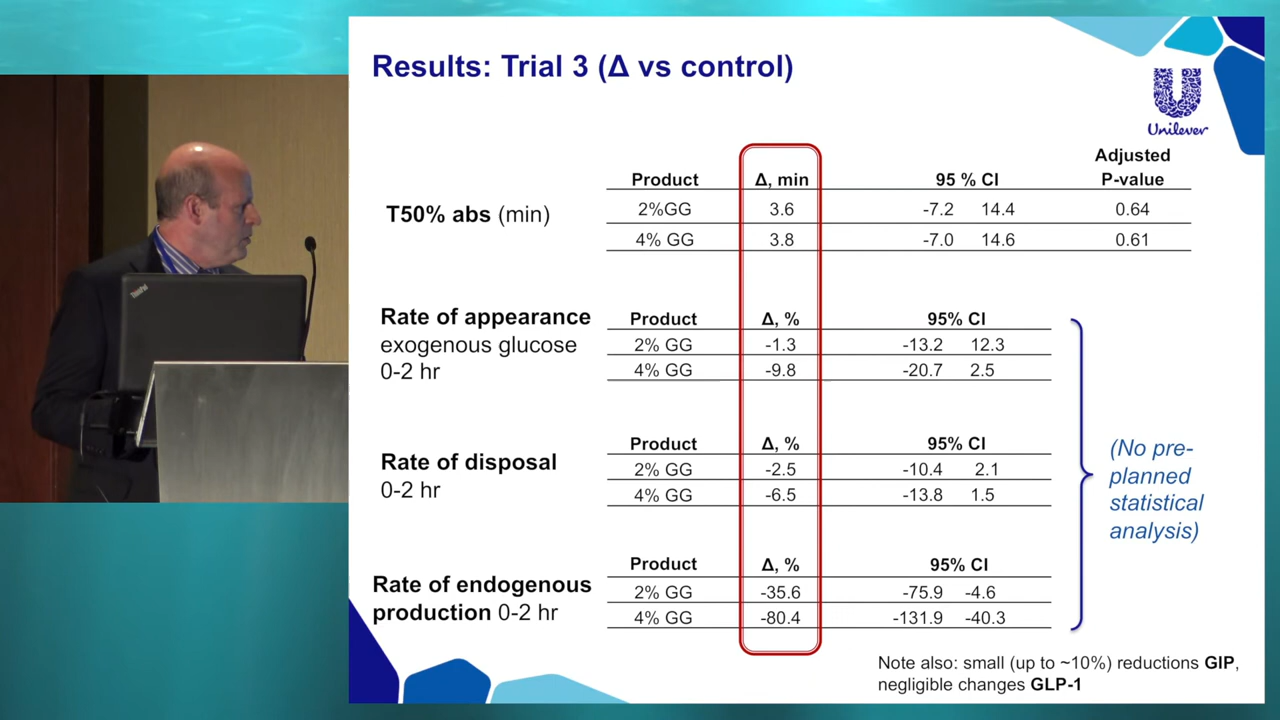 Results: Trial 3 (Δ vs control)
Unilever
T50% abs (min)
Product Δ, min 95 % CI Adjusted P-value
2%GG 3.6 -7.2 14.4 0.64
4% GG 3.8 -7.0 14.6 0.61
Rate of appearance
exogenous glucose
0-2 hr
Product Δ, % 95% CI
2% GG -1.3 -13.2 12.3
4% GG -9.8 -20.7 2.5
Rate of disposal
0-2 hr
Product Δ, % 95% CI
2% GG -2.5 -10.4 2.1
4% GG -6.5 -13.8 1.5
(No pre-
planned
statistical
analysis)
Rate of endogenous
production 0-2 hr
Product Δ, % 95% CI
2% GG -35.6 -75.9 -4.6
4% GG -80.4 -131.9 -40.3
Note also: small (up to ~10%) reductions GIP,
negligible changes GLP-1
ThinkPad